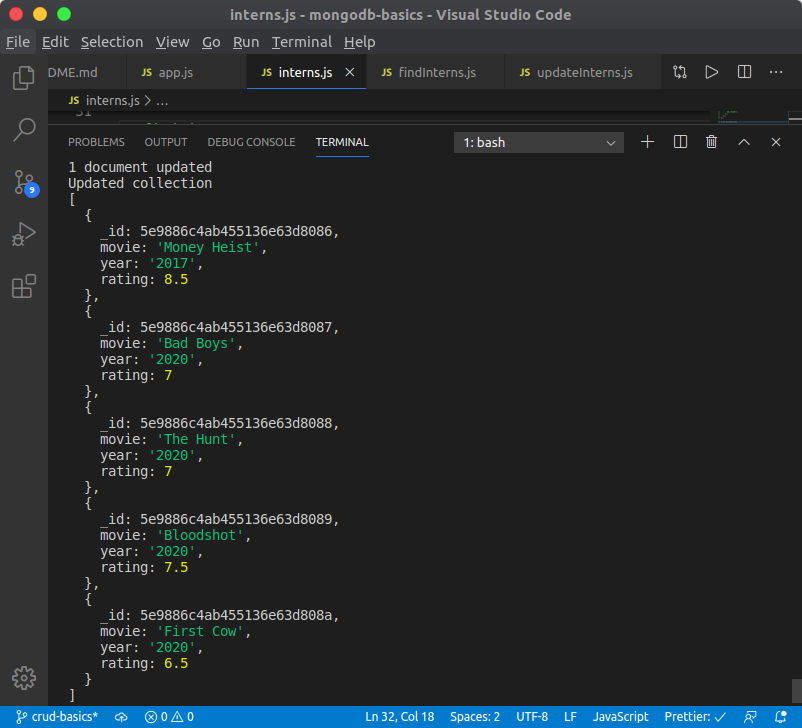 interns.js - mongodb-basics - Visual Studio Code
File Edit Selection View Go Run Terminal Help
DME.md JS app.js JS interns.js JS findInterns.js JS updateInterns.js
JS interns.js > ...
31
PROBLEMS OUTPUT DEBUG CONSOLE TERMINAL 1: bash
1 document updated
Updated collection
[
  {
    _id: 5e9886c4ab455136e63d8086,
    movie: 'Money Heist',
    year: '2017',
    rating: 8.5
  },
  {
    _id: 5e9886c4ab455136e63d8087,
    movie: 'Bad Boys',
    year: '2020',
    rating: 7
  },
  {
    _id: 5e9886c4ab455136e63d8088,
    movie: 'The Hunt',
    year: '2020',
    rating: 7
  },
  {
    _id: 5e9886c4ab455136e63d8089,
    movie: 'Bloodshot',
    year: '2020',
    rating: 7.5
  },
  {
    _id: 5e9886c4ab455136e63d808a,
    movie: 'First Cow',
    year: '2020',
    rating: 6.5
  }
]
9
crud-basics* 0 0 Ln 32, Col 18 Spaces: 2 UTF-8 LF JavaScript Prettier: ✓